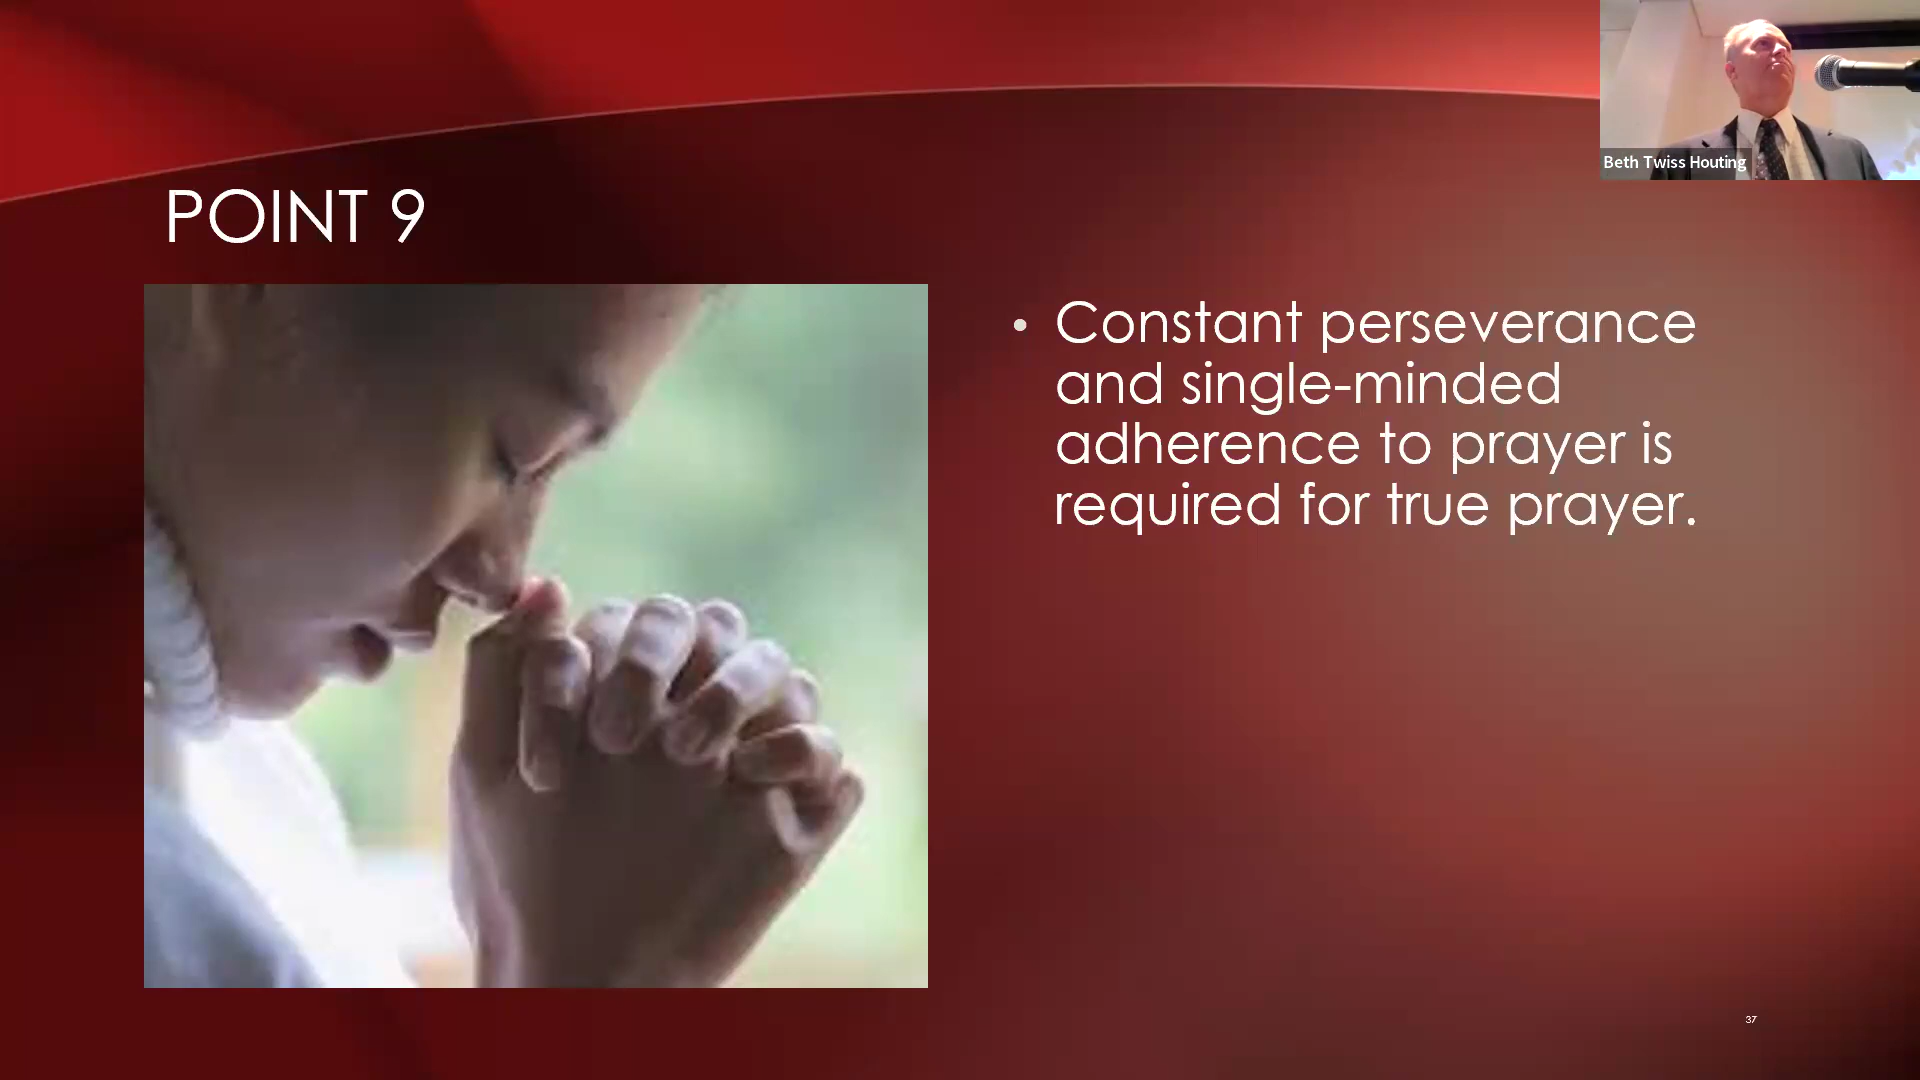 Beth Twiss Houting
POINT 9
• Constant perseverance
and single-minded
adherence to prayer is
required for true prayer.
37